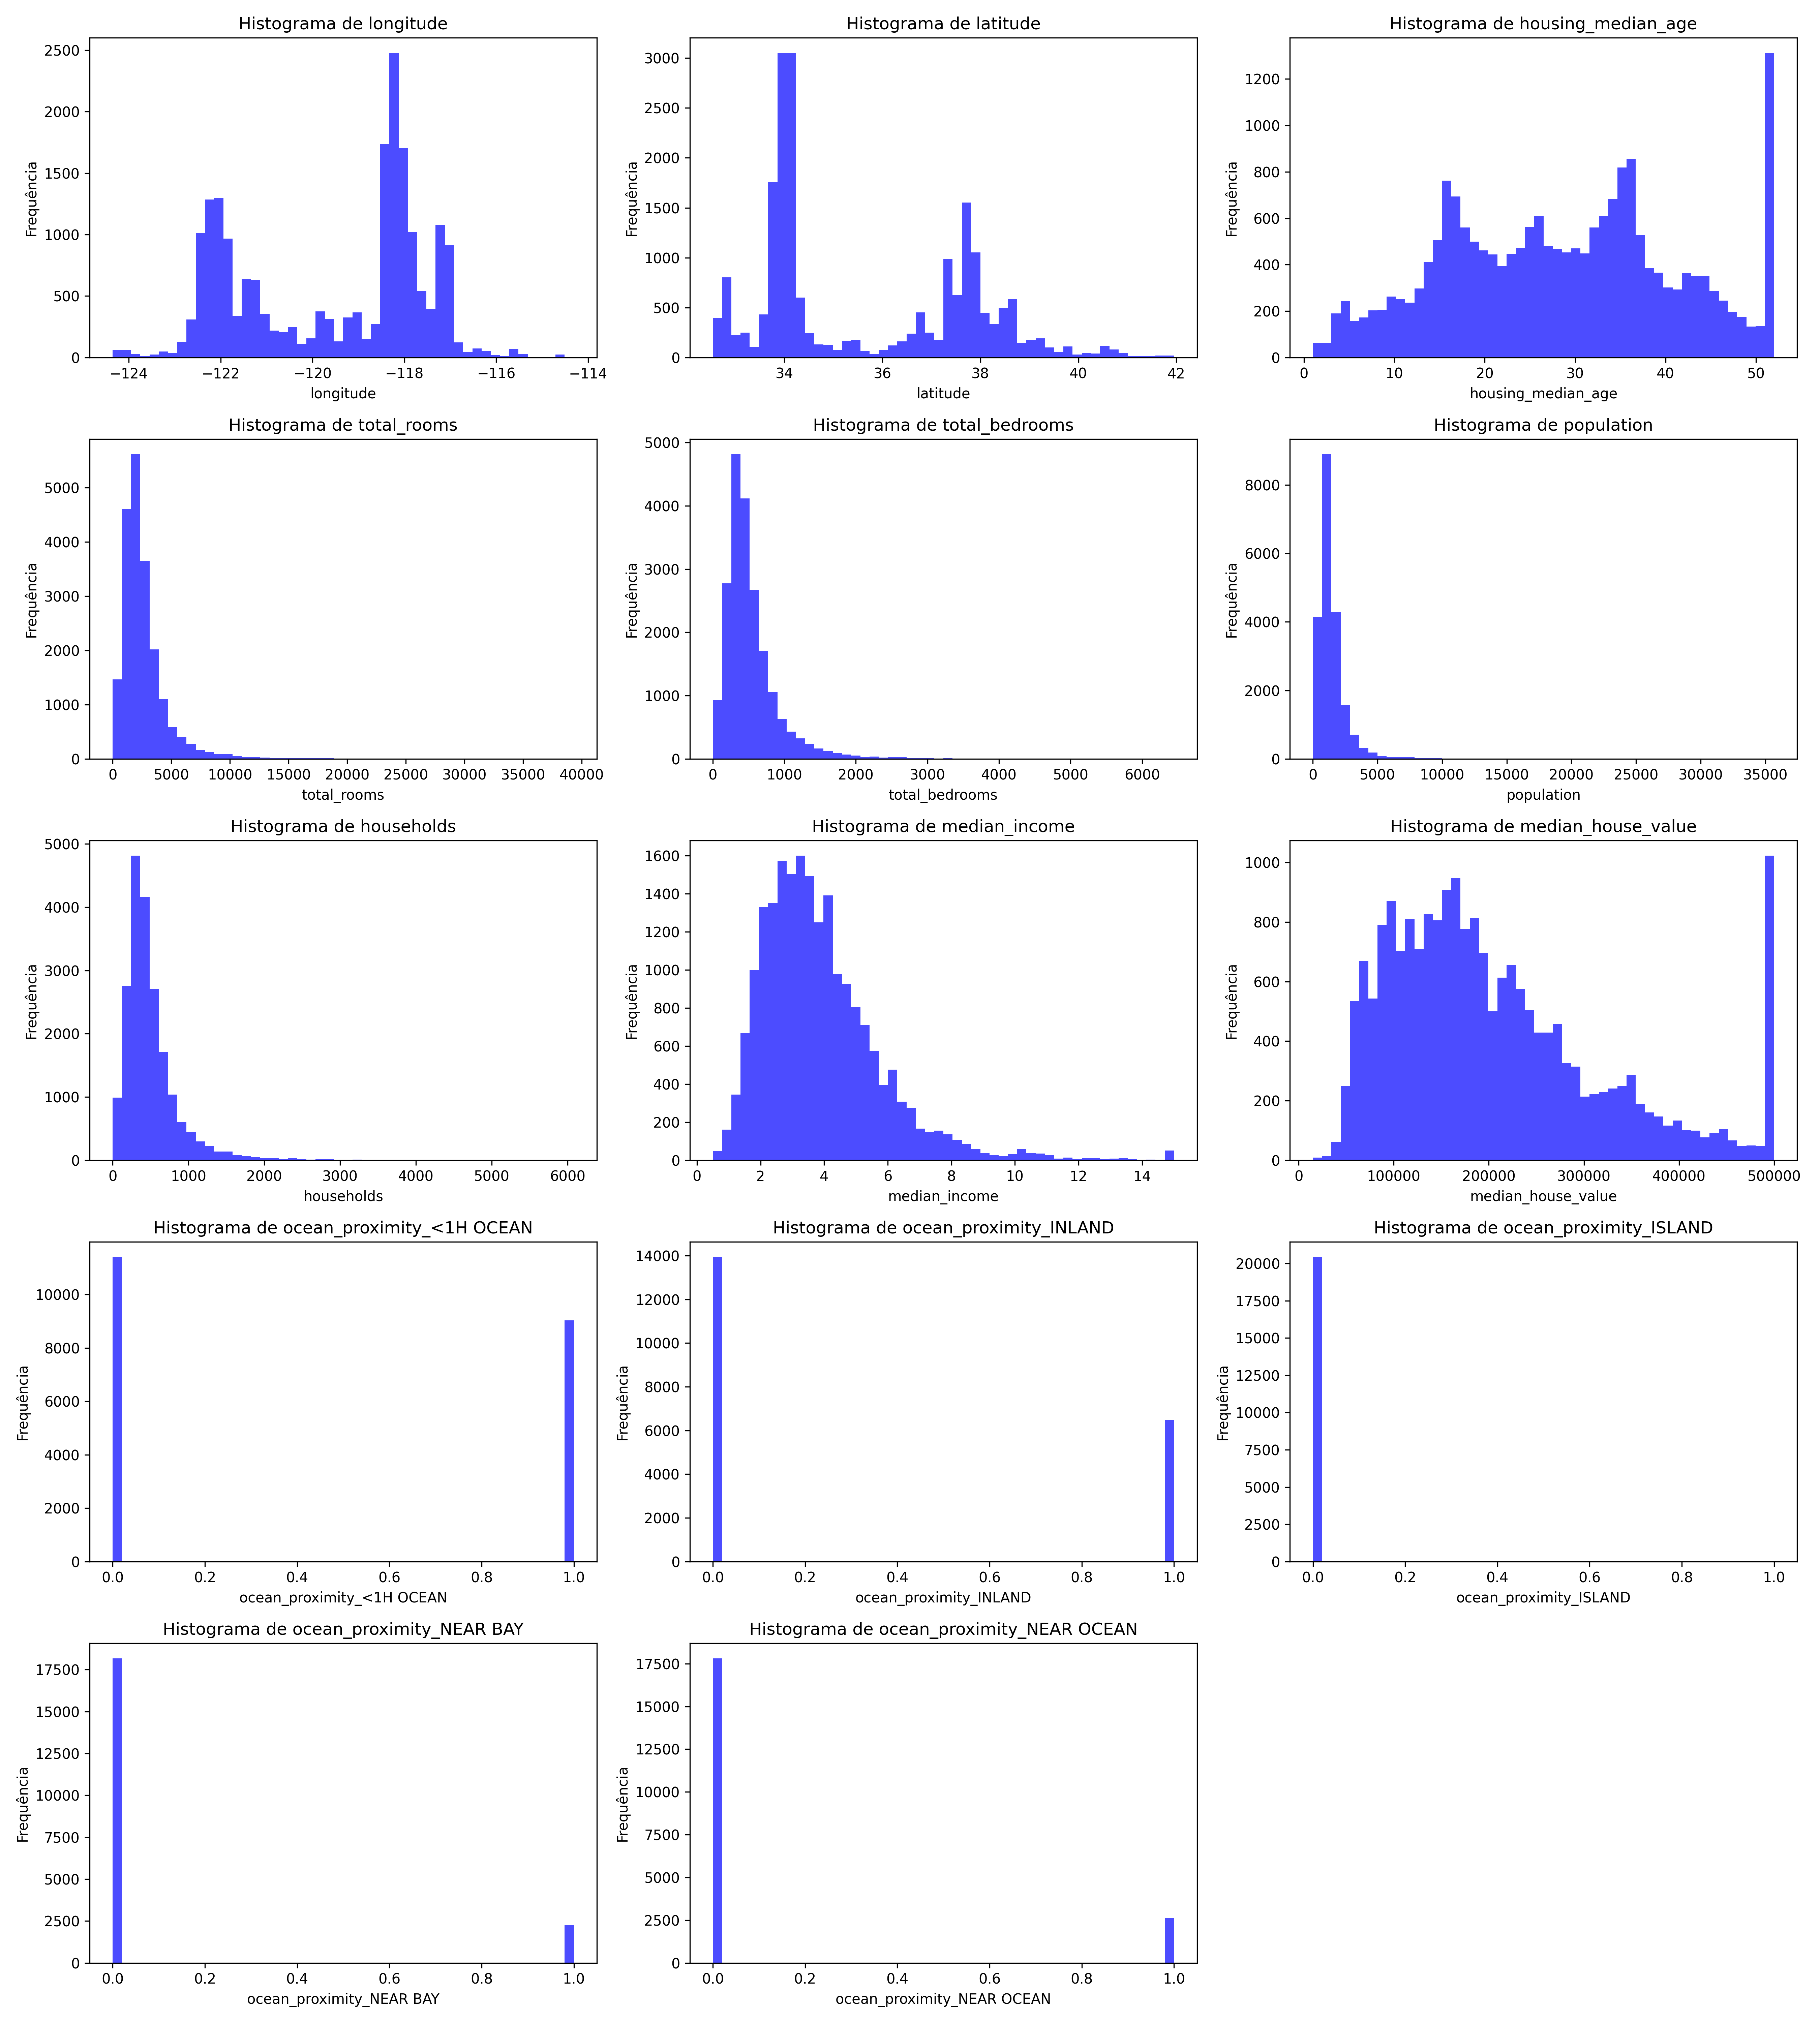 Histograma de longitude
Frequência
2500
2000
1500
1000
500
0
−124 −122 −120 −118 −116 −114
longitude
Histograma de latitude
Frequência
3000
2500
2000
1500
1000
500
0
34 36 38 40 42
latitude
Histograma de housing_median_age
Frequência
1200
1000
800
600
400
200
0
0 10 20 30 40 50
housing_median_age
Histograma de total_rooms
Frequência
5000
4000
3000
2000
1000
0
0 5000 10000 15000 20000 25000 30000 35000 40000
total_rooms
Histograma de total_bedrooms
Frequência
5000
4000
3000
2000
1000
0
0 1000 2000 3000 4000 5000 6000
total_bedrooms
Histograma de population
Frequência
8000
6000
4000
2000
0
0 5000 10000 15000 20000 25000 30000 35000
population
Histograma de households
Frequência
5000
4000
3000
2000
1000
0
0 1000 2000 3000 4000 5000 6000
households
Histograma de median_income
Frequência
1600
1400
1200
1000
800
600
400
200
0
0 2 4 6 8 10 12 14
median_income
Histograma de median_house_value
Frequência
1000
800
600
400
200
0
0 100000 200000 300000 400000 500000
median_house_value
Histograma de ocean_proximity_<1H OCEAN
Frequência
10000
8000
6000
4000
2000
0
0.0 0.2 0.4 0.6 0.8 1.0
ocean_proximity_<1H OCEAN
Histograma de ocean_proximity_INLAND
Frequência
14000
12000
10000
8000
6000
4000
2000
0
0.0 0.2 0.4 0.6 0.8 1.0
ocean_proximity_INLAND
Histograma de ocean_proximity_ISLAND
Frequência
20000
17500
15000
12500
10000
7500
5000
2500
0
0.0 0.2 0.4 0.6 0.8 1.0
ocean_proximity_ISLAND
Histograma de ocean_proximity_NEAR BAY
Frequência
17500
15000
12500
10000
7500
5000
2500
0
0.0 0.2 0.4 0.6 0.8 1.0
ocean_proximity_NEAR BAY
Histograma de ocean_proximity_NEAR OCEAN
Frequência
17500
15000
12500
10000
7500
5000
2500
0
0.0 0.2 0.4 0.6 0.8 1.0
ocean_proximity_NEAR OCEAN